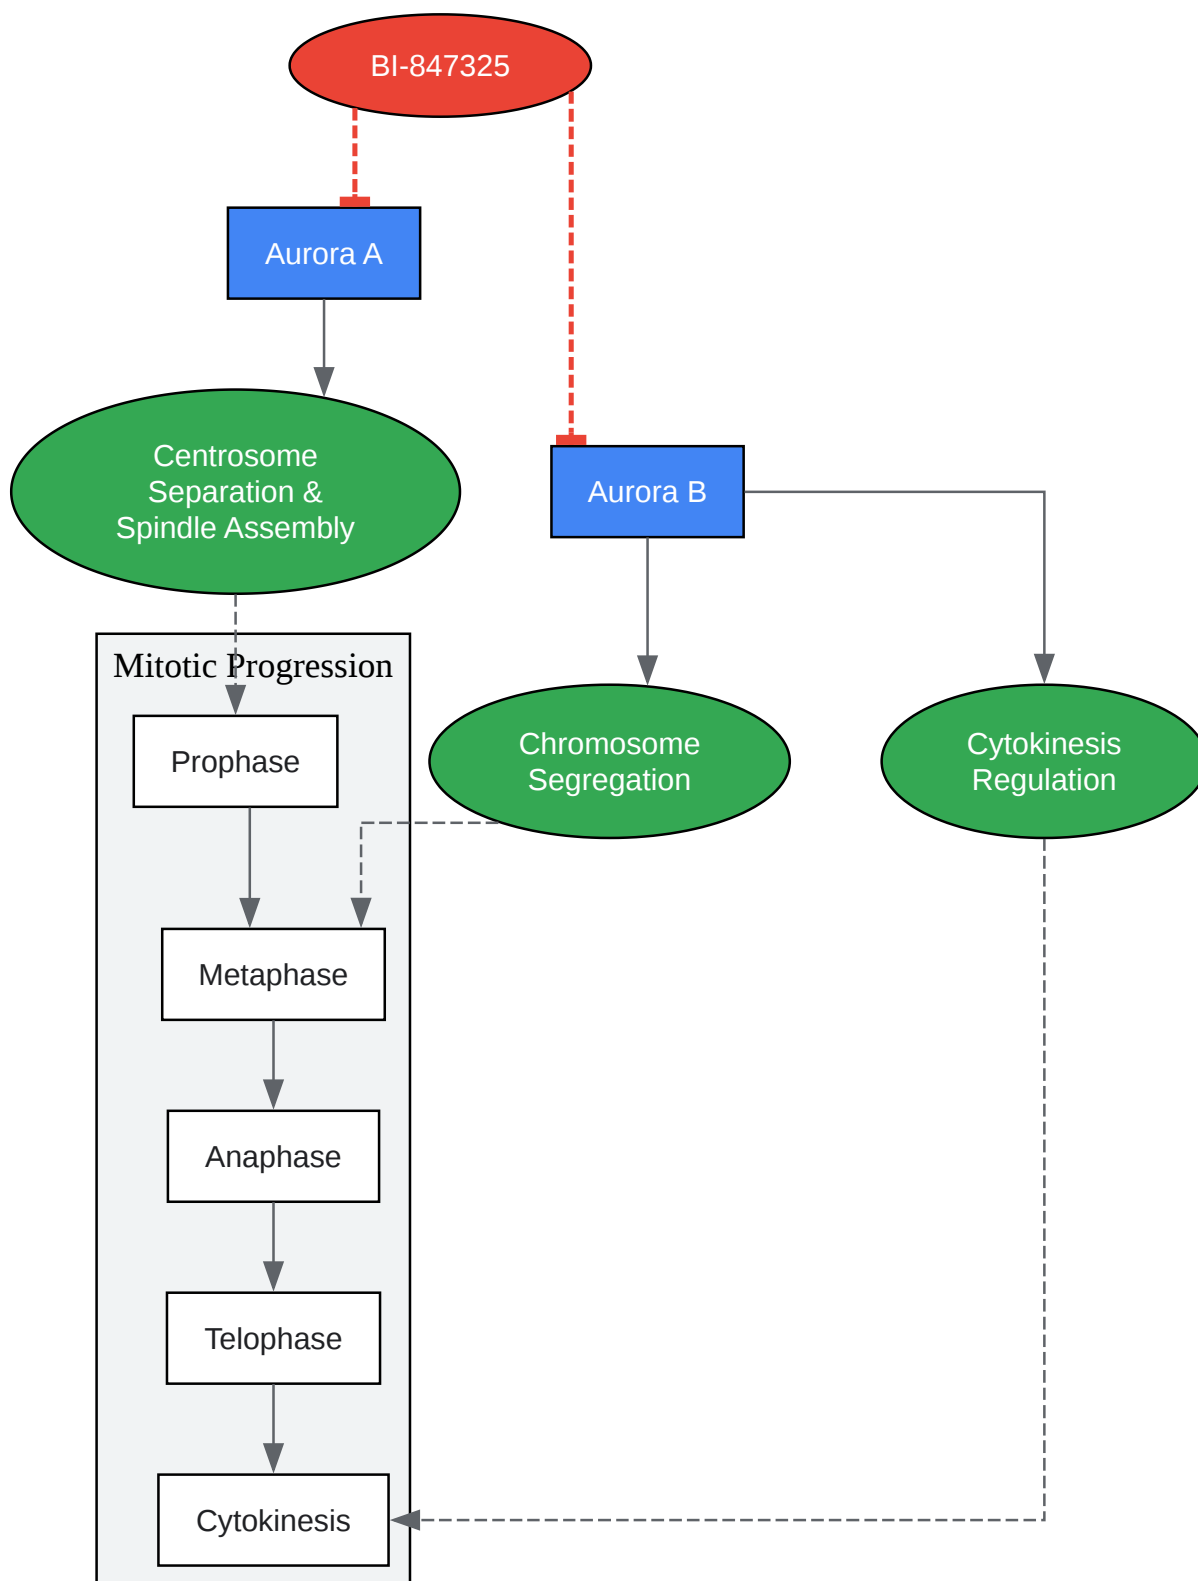 BI-847325
Aurora A
Centrosome
Separation &
Spindle Assembly
Aurora B
Mitotic Progression
Prophase
Chromosome
Segregation
Cytokinesis
Regulation
Metaphase
Anaphase
Telophase
Cytokinesis